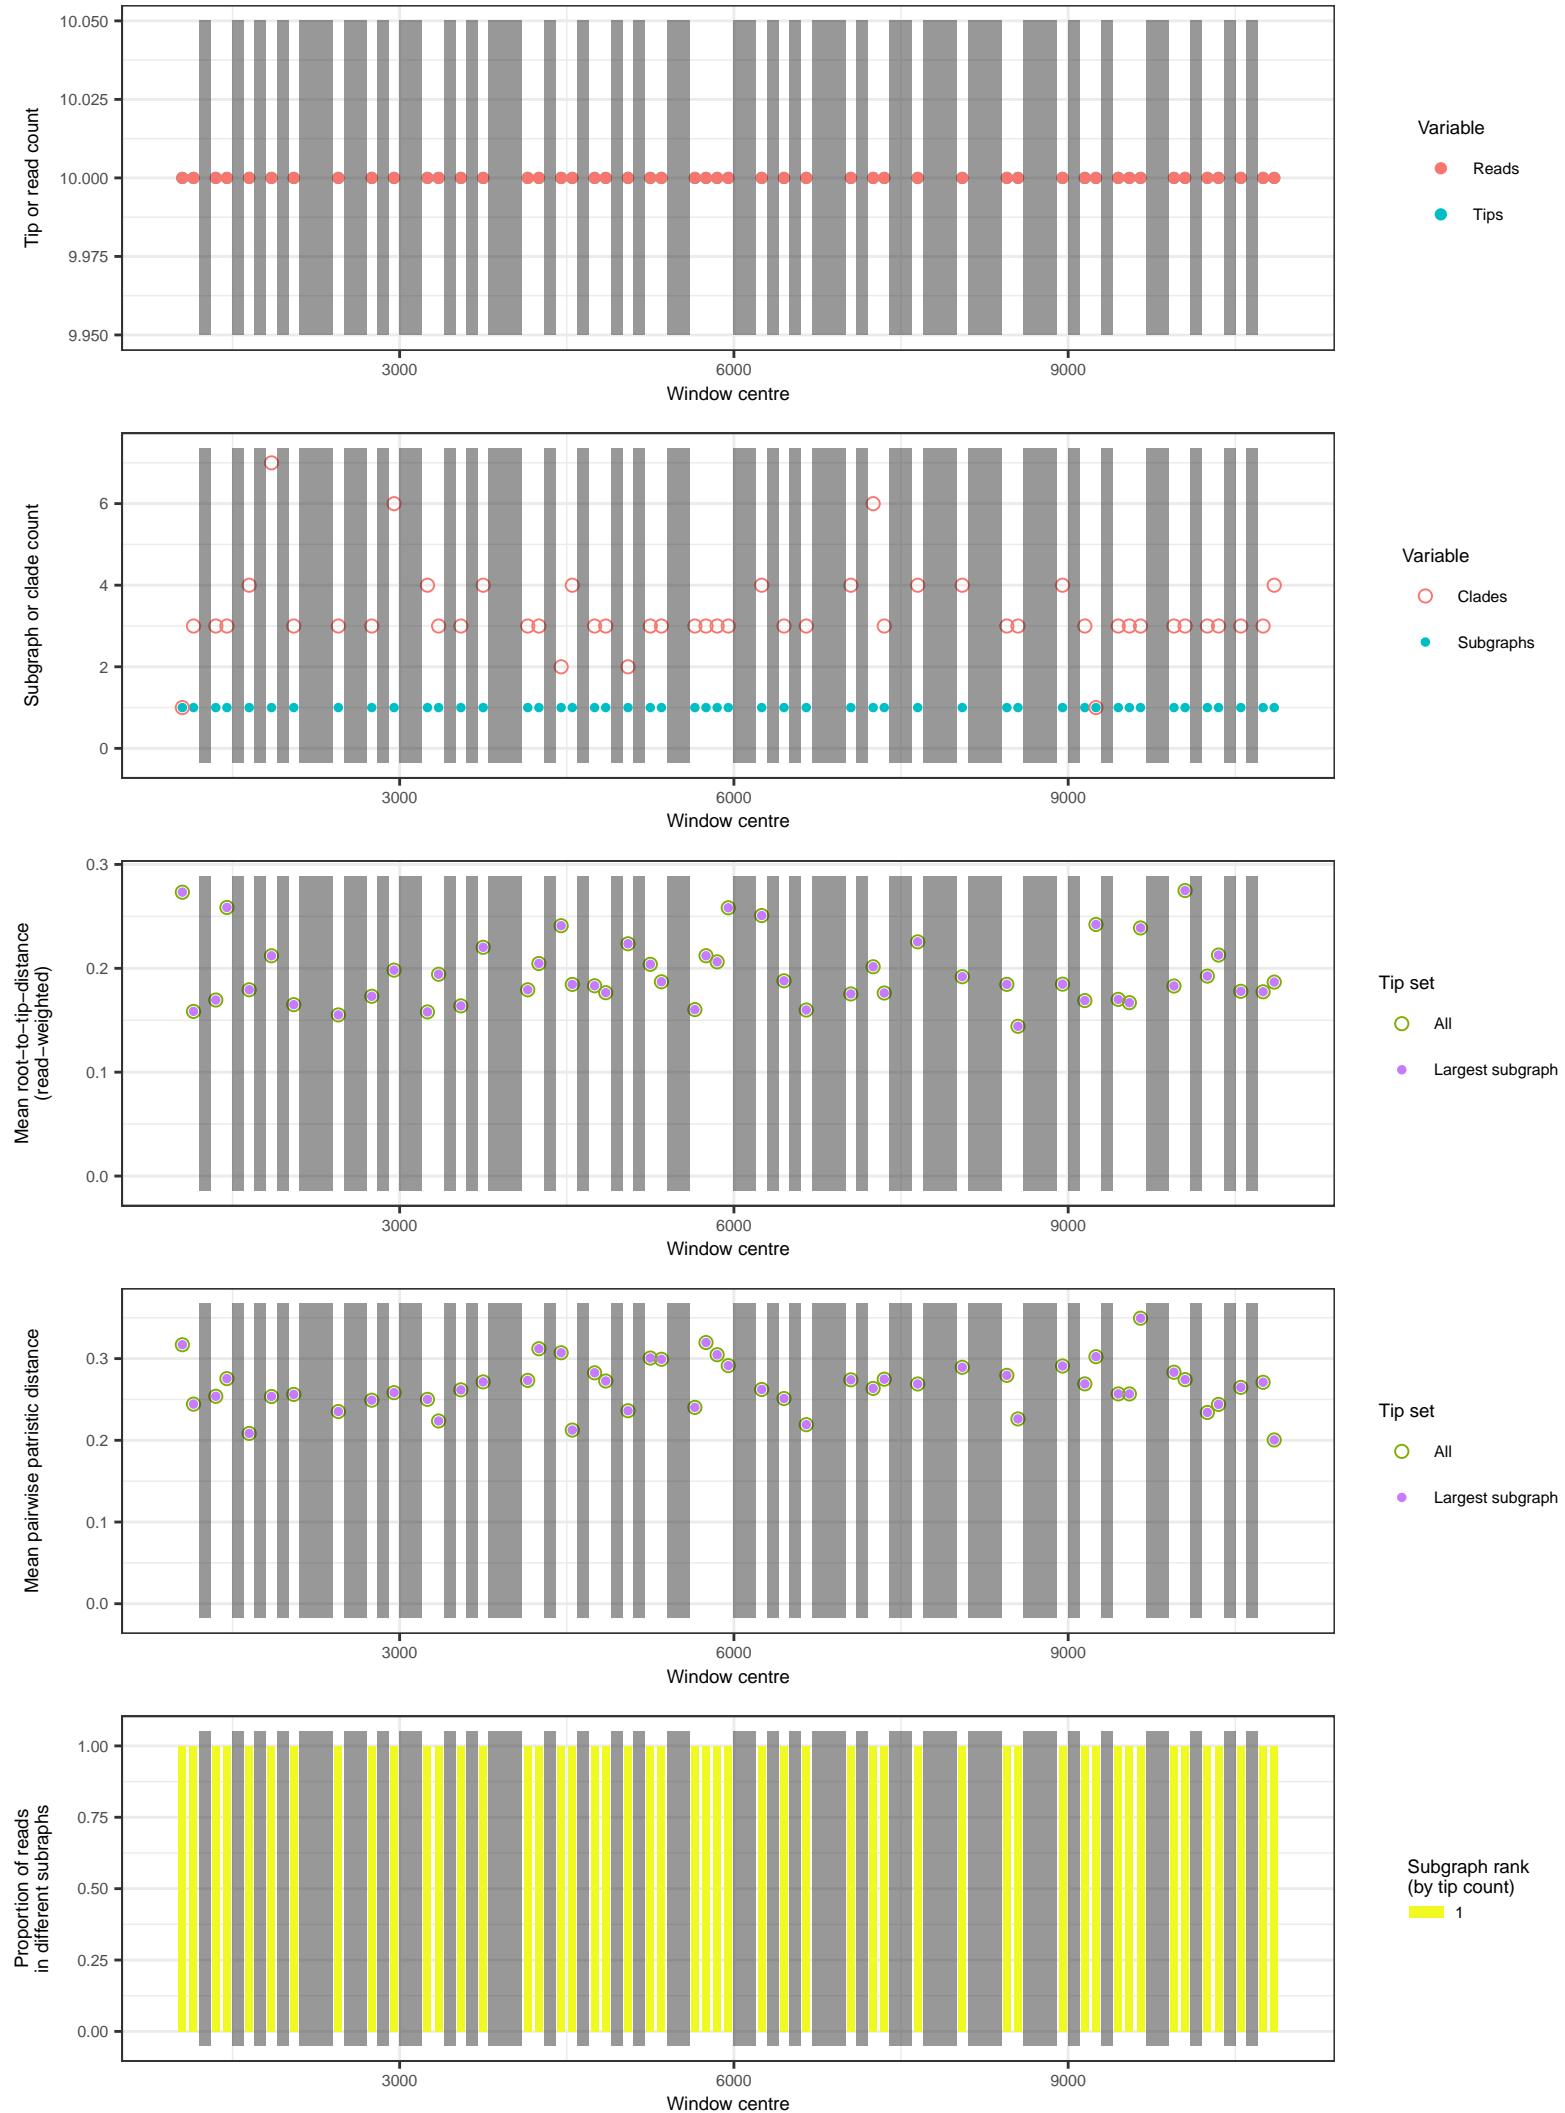 10.050
10.025
10.000
9.975
9.950
Tip or read count
3000 6000 9000
Window centre
Variable
Reads
Tips
6
4
2
0
Subgraph or clade count
3000 6000 9000
Window centre
Variable
Clades
Subgraphs
0.3
0.2
0.1
0.0
Mean root−to−tip−distance
(read−weighted)
3000 6000 9000
Window centre
Tip set
All
Largest subgraph
0.3
0.2
0.1
0.0
Mean pairwise patristic distance
3000 6000 9000
Window centre
Tip set
All
Largest subgraph
1.00
0.75
0.50
0.25
0.00
Proportion of reads
in different subraphs
3000 6000 9000
Window centre
Subgraph rank
(by tip count)
1